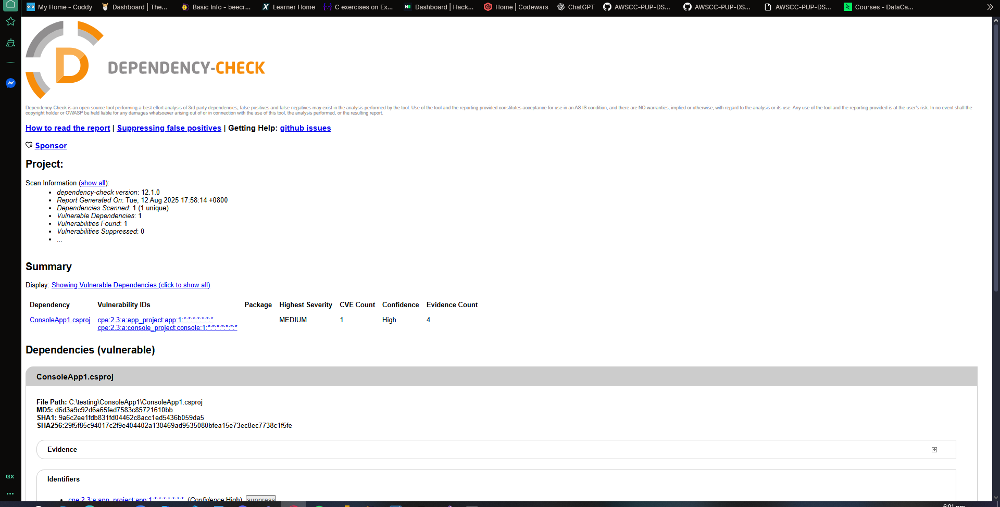 My Home - Coddy Dashboard | The... Basic Info - beecr... Learner Home C exercises on Ex... Dashboard | Hack... Home | Codewars ChatGPT AWSCC-PUP-DS... AWSCC-PUP-DS... AWSCC-PUP-DS... Courses - DataCa...
D DEPENDENCY-CHECK
Dependency-Check is an open source tool performing a best effort analysis of 3rd party dependencies; false positives and false negatives may exist in the analysis performed by the tool. Use of the tool and the reporting provided constitutes acceptance for use in an AS IS condition, and there are NO warranties, implied or otherwise, with regard to the analysis or its use. Any use of the tool and the reporting provided is at the user's risk. In no event shall the
copyright holder or OWASP be held liable for any damages whatsoever arising out of or in connection with the use of this tool, the analysis performed, or the resulting report.
How to read the report | Suppressing false positives | Getting Help: github issues
Sponsor
Project:
Scan Information (show all):
• dependency-check version: 12.1.0
• Report Generated On: Tue, 12 Aug 2025 17:58:14 +0800
• Dependencies Scanned: 1 (1 unique)
• Vulnerable Dependencies: 1
• Vulnerabilities Found: 1
• Vulnerabilities Suppressed: 0
• ...
Summary
Display: Showing Vulnerable Dependencies (click to show all)
Dependency Vulnerability IDs Package Highest Severity CVE Count Confidence Evidence Count
ConsoleApp1.csproj cpe:2.3:a:app_project:app:1:*:*:*:*:*:*:* MEDIUM 1 High 4
cpe:2.3:a:console_project:console:1:*:*:*:*:*:*:*
Dependencies (vulnerable)
ConsoleApp1.csproj
File Path: C:\testing\ConsoleApp1\ConsoleApp1.csproj
MD5: d6d3a9c92d6a65fed7583c85721610bb
SHA1: 9a6c2ee1fdb831fd04462c8acc1ed5436b059da5
SHA256:29f5f85c94017c2f9e404402a130469ad9535080bfea15e73ec8ec7738c1f5fe
Evidence
Identifiers
• cpe:2.3:a:app_project:app:1:*:*:*:*:*:*:* (Confidence:High) suppress
GX
6:01 pm